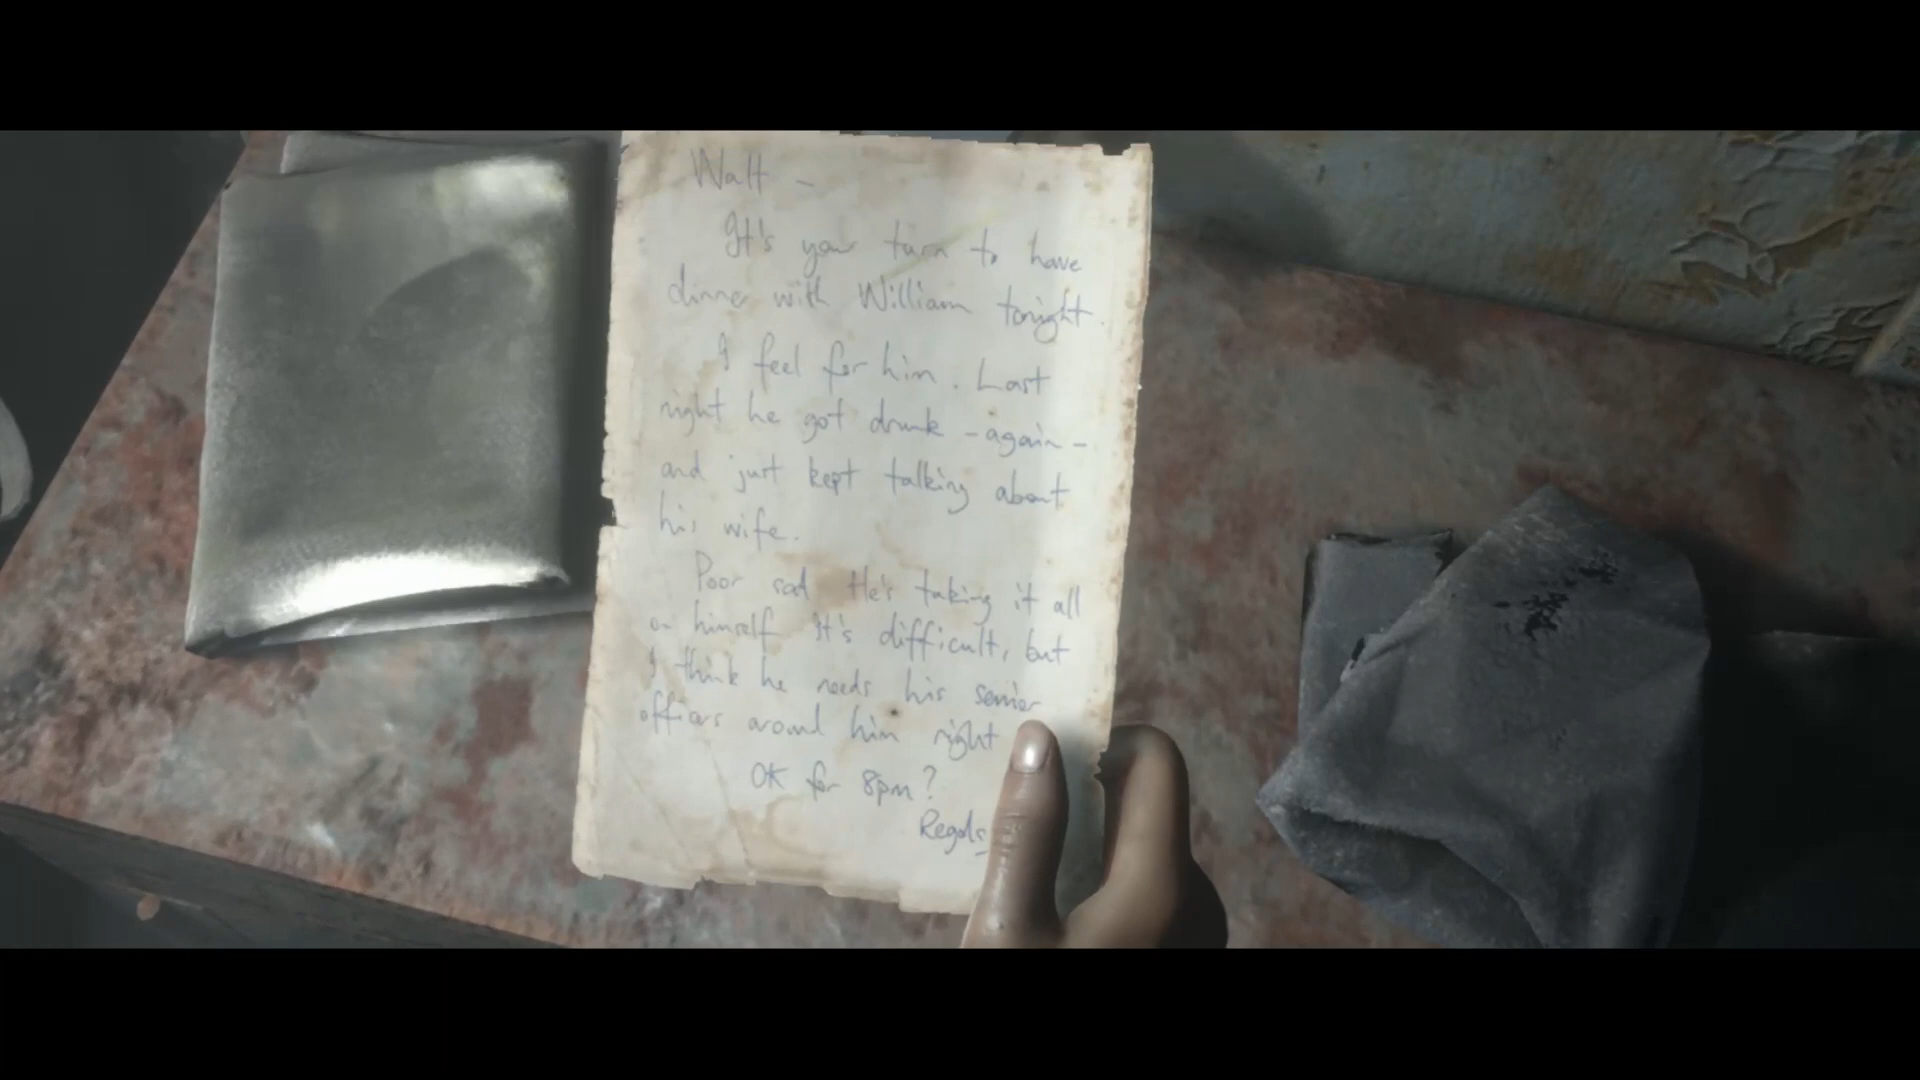 Walt -
It's your turn to have
dinner with William tonight.
I feel for him. Last
night he got drunk - again -
and just kept talking about
his wife.
Poor sod He's taking it all
on himself It's difficult, but
I think he needs his senior
officers around him right
OK for 8pm?